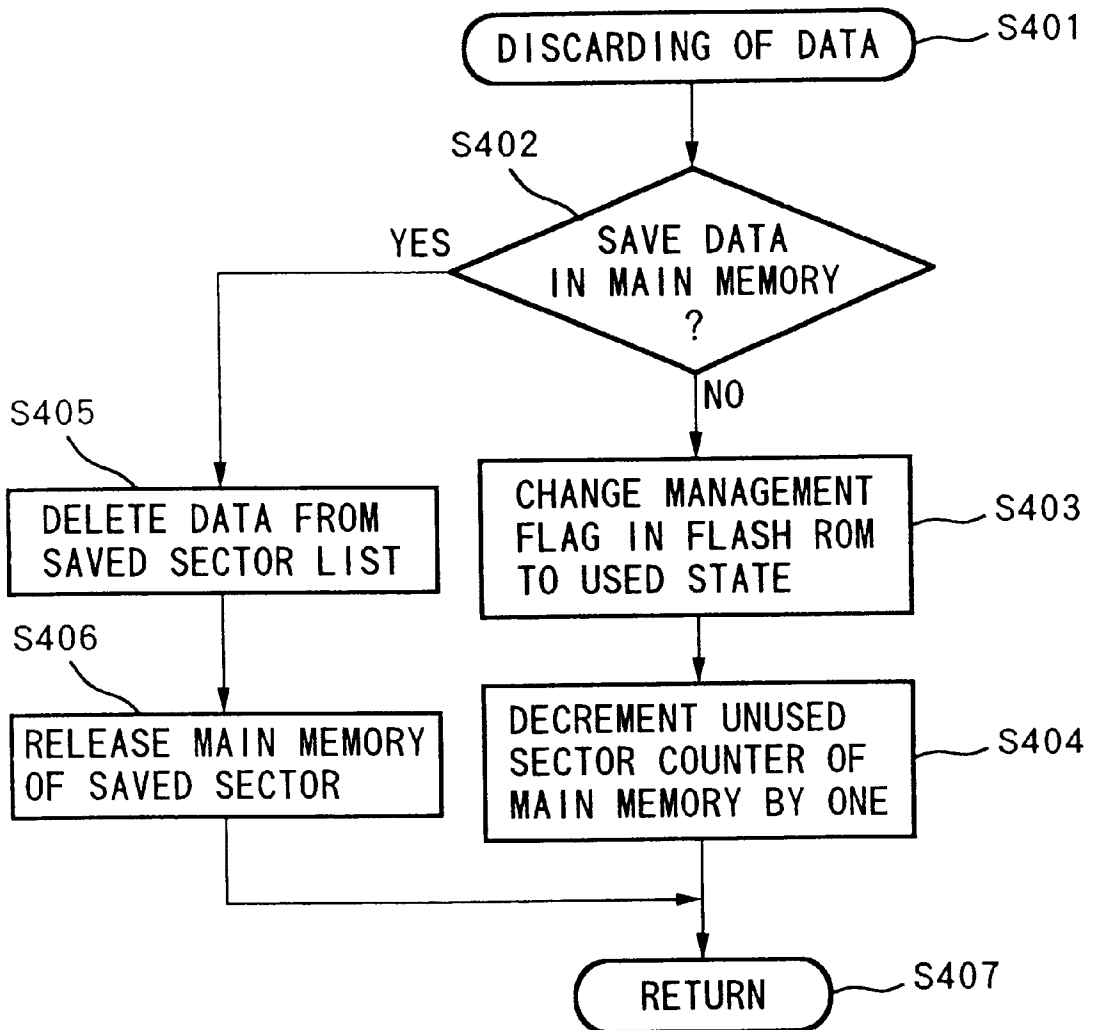 DISCARDING OF DATA
S401
S402
SAVE DATA
IN MAIN MEMORY
?
YES
NO
S405
DELETE DATA FROM
SAVED SECTOR LIST
CHANGE MANAGEMENT
FLAG IN FLASH ROM
TO USED STATE
S403
S406
RELEASE MAIN MEMORY
OF SAVED SECTOR
DECREMENT UNUSED
SECTOR COUNTER OF
MAIN MEMORY BY ONE
S404
RETURN
S407